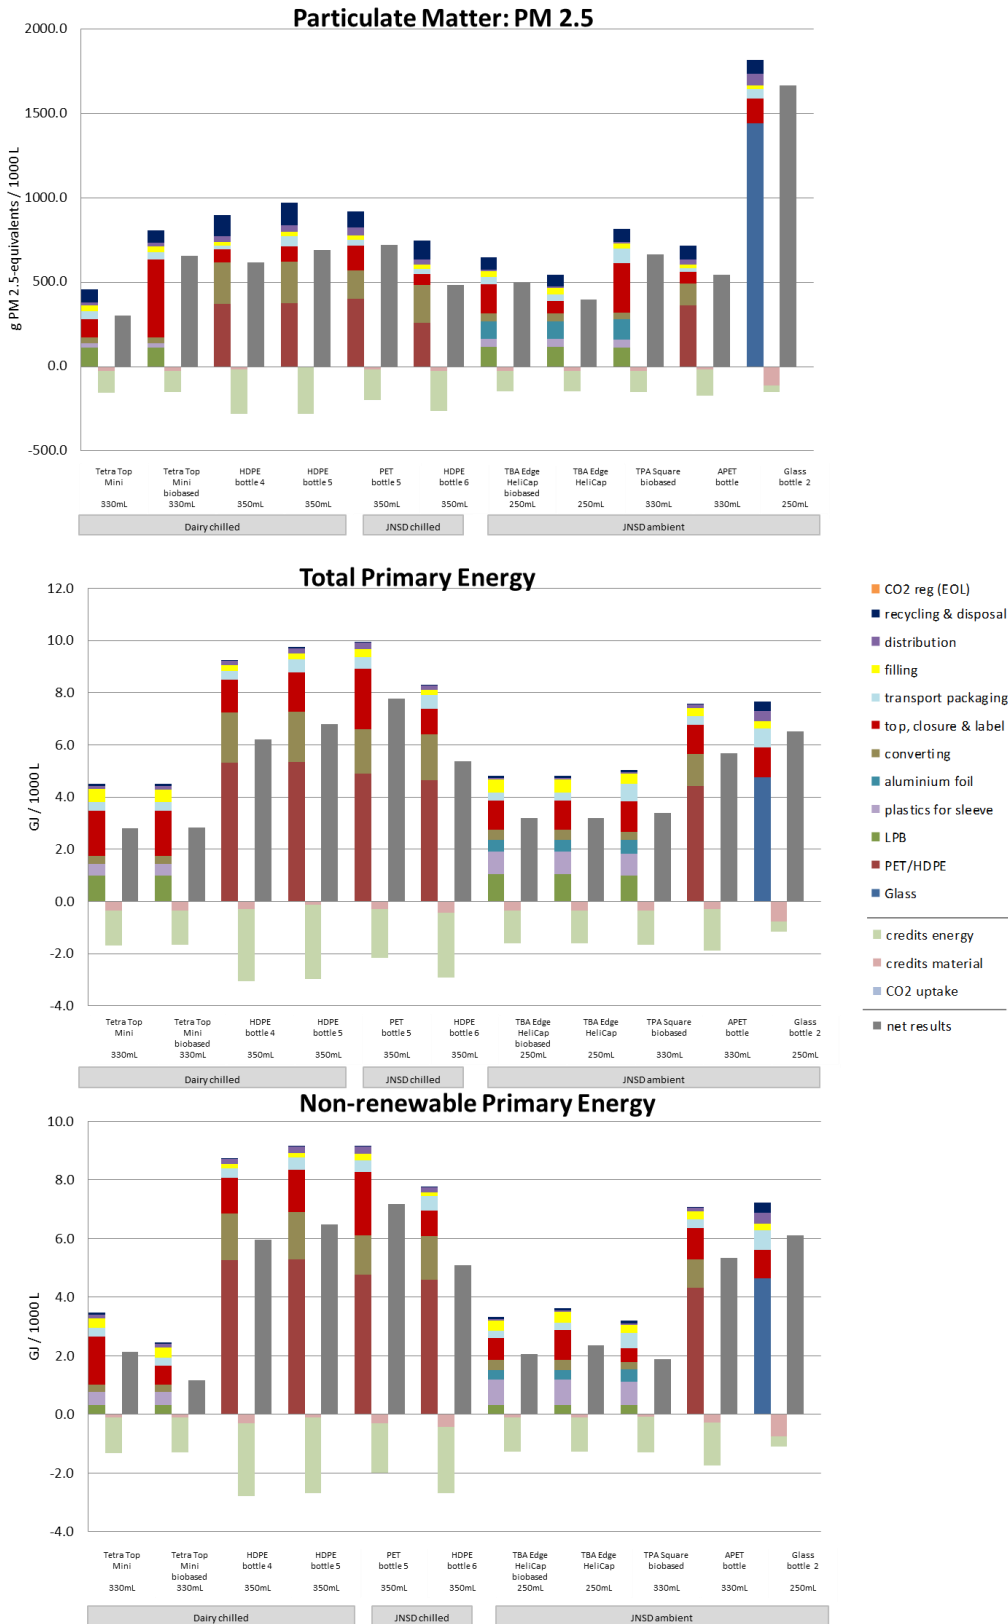 Particulate Matter: PM 2.5
2000.0
1500.0
1000.0
500.0
0.0
-500.0
g PM 2.5-equivalents / 1000 L
Tetra Top Tetra Top HDPE HDPE PET HDPE TBA Edge TBA Edge TPA Square APET Glass
Mini Mini bottle 4 bottle 5 bottle 5 bottle 6 HeliCap HeliCap biobased bottle bottle 2
biobased biobased
330mL 330mL 350mL 350mL 350mL 350mL 250mL 250mL 330mL 330mL 250mL
Dairy chilled JNSD chilled JNSD ambient
Total Primary Energy
12.0
10.0
8.0
6.0
4.0
2.0
0.0
-2.0
-4.0
GJ / 1000 L
Tetra Top Tetra Top HDPE HDPE PET HDPE TBA Edge TBA Edge TPA Square APET Glass
Mini Mini bottle 4 bottle 5 bottle 5 bottle 6 HeliCap HeliCap biobased bottle bottle 2
biobased biobased
330mL 330mL 350mL 350mL 350mL 350mL 250mL 250mL 330mL 330mL 250mL
Dairy chilled JNSD chilled JNSD ambient
CO2 reg (EOL)
recycling & disposal
distribution
filling
transport packaging
top, closure & label
converting
aluminium foil
plastics for sleeve
LPB
PET/HDPE
Glass
credits energy
credits material
CO2 uptake
net results
Non-renewable Primary Energy
10.0
8.0
6.0
4.0
2.0
0.0
-2.0
-4.0
GJ / 1000 L
Tetra Top Tetra Top HDPE HDPE PET HDPE TBA Edge TBA Edge TPA Square APET Glass
Mini Mini bottle 4 bottle 5 bottle 5 bottle 6 HeliCap HeliCap biobased bottle bottle 2
biobased biobased
330mL 330mL 350mL 350mL 350mL 350mL 250mL 250mL 330mL 330mL 250mL
Dairy chilled JNSD chilled JNSD ambient